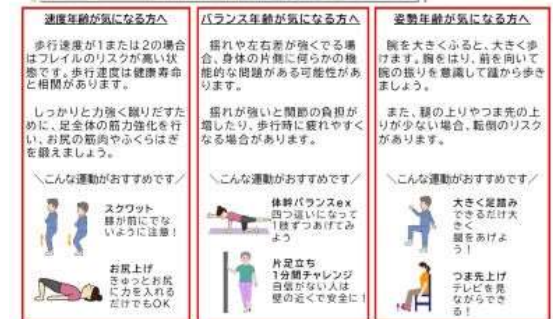 速度年齢が気になる方へ
歩行速度が1または2の場合
はフレイルのリスクが高い状
態です。歩行速度は健康寿命
と相関があります。
しっかりと力強く蹴りだすた
めに、足全体の筋力強化を行
い、お尻の筋肉やふくらはぎ
を鍛えましょう。
＼こんな運動がおすすめです／
スクワット
膝が前にでな
いように注意！
お尻上げ
きゅっとお尻
に力を入れる
だけでもOK
バランス年齢が気になる方へ
揺れや左右差が強くでる場
合、身体の片側に何らかの機
能的な問題がある可能性があ
ります。
揺れが強いと関節の負担が
増したり、歩行時に疲れやすく
なる場合があります。
＼こんな運動がおすすめです／
体幹バランスex
四つ這いになって
1肢ずつあげてみ
よう
片足立ち
1分間チャレンジ
自信がない人は
壁の近くで安全に！
姿勢年齢が気になる方へ
腕を大きくふると、大きく歩
けます。胸をはり、前を向いて
腕の振りを意識して踵から歩き
ましょう。
また、腿の上りやつま先の上
りが少ない場合、転倒のリスク
があります。
＼こんな運動がおすすめです／
大きく足踏み
できるだけ大
きく
腿をあげよ
う！
つま先上げ
テレビを見
ながらでき
る！